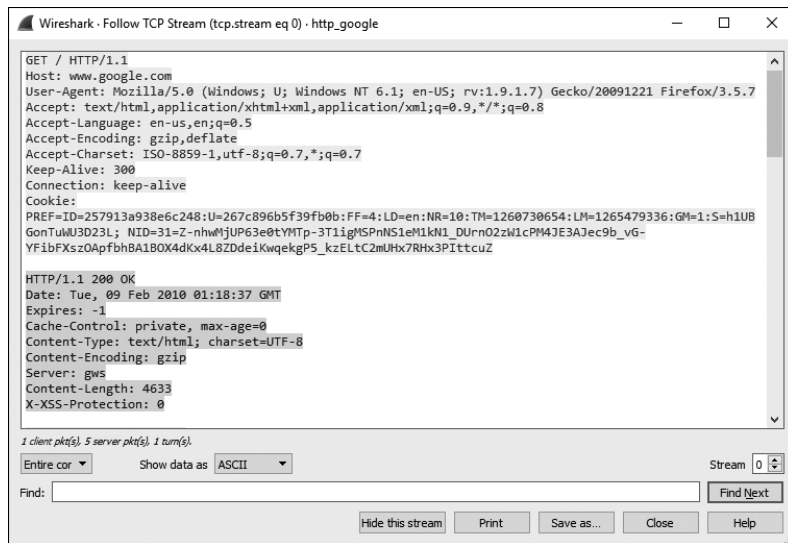 Wireshark · Follow TCP Stream (tcp.stream eq 0) · http_google
GET / HTTP/1.1
Host: www.google.com
User-Agent: Mozilla/5.0 (Windows; U; Windows NT 6.1; en-US; rv:1.9.1.7) Gecko/20091221 Firefox/3.5.7
Accept: text/html,application/xhtml+xml,application/xml;q=0.9,*/*;q=0.8
Accept-Language: en-us,en;q=0.5
Accept-Encoding: gzip,deflate
Accept-Charset: ISO-8859-1,utf-8;q=0.7,*;q=0.7
Keep-Alive: 300
Connection: keep-alive
Cookie:
PREF=ID=257913a938e6c248:U=267c896b5f39fb0b:FF=4:LD=en:NR=10:TM=1260730654:LM=1265479336:GM=1:S=h1UB
GonTuWU3D23L; NID=31=Z-nhwMjUP63e0tYMTp-3T1igMSPnNS1eM1kN1_DUrnO2zW1cPM4JE3AJec9b_vG-
YFibFXszOApfbhBA1BOX4dKx4L8ZDdeiKwqekgP5_kzELtC2mUHx7RHx3PIttcuZ
HTTP/1.1 200 OK
Date: Tue, 09 Feb 2010 01:18:37 GMT
Expires: -1
Cache-Control: private, max-age=0
Content-Type: text/html; charset=UTF-8
Content-Encoding: gzip
Server: gws
Content-Length: 4633
X-XSS-Protection: 0
1 client pkt(s), 5 server pkt(s), 1 turn(s).
Entire cor Show data as ASCII Stream 0
Find: Find Next
Hide this stream Print Save as... Close Help